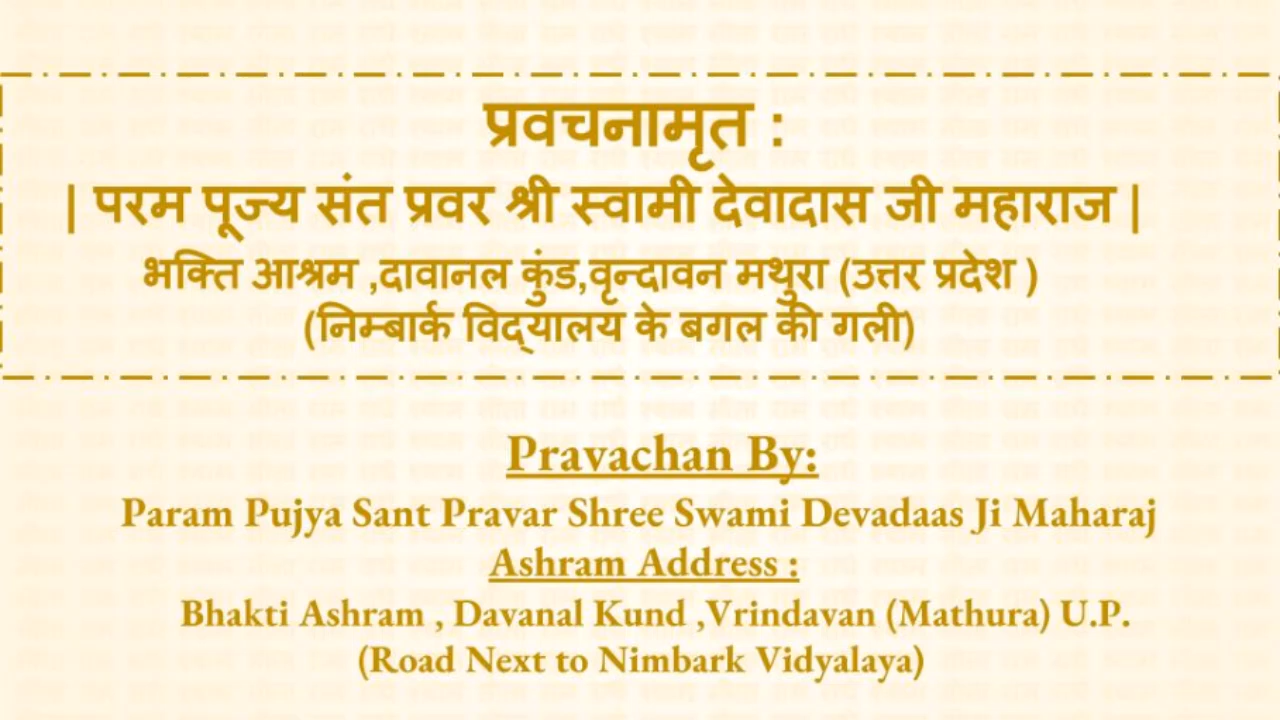 प्रवचनामृत :
| परम पूज्य संत प्रवर श्री स्वामी देवादास जी महाराज |
भक्ति आश्रम ,दावानल कुंड,वृन्दावन मथुरा (उत्तर प्रदेश )
(निम्बार्क विद्यालय के बगल की गली)
Pravachan By:
Param Pujya Sant Pravar Shree Swami Devadaas Ji Maharaj
Ashram Address :
Bhakti Ashram , Davanal Kund ,Vrindavan (Mathura) U.P.
(Road Next to Nimbark Vidyalaya)